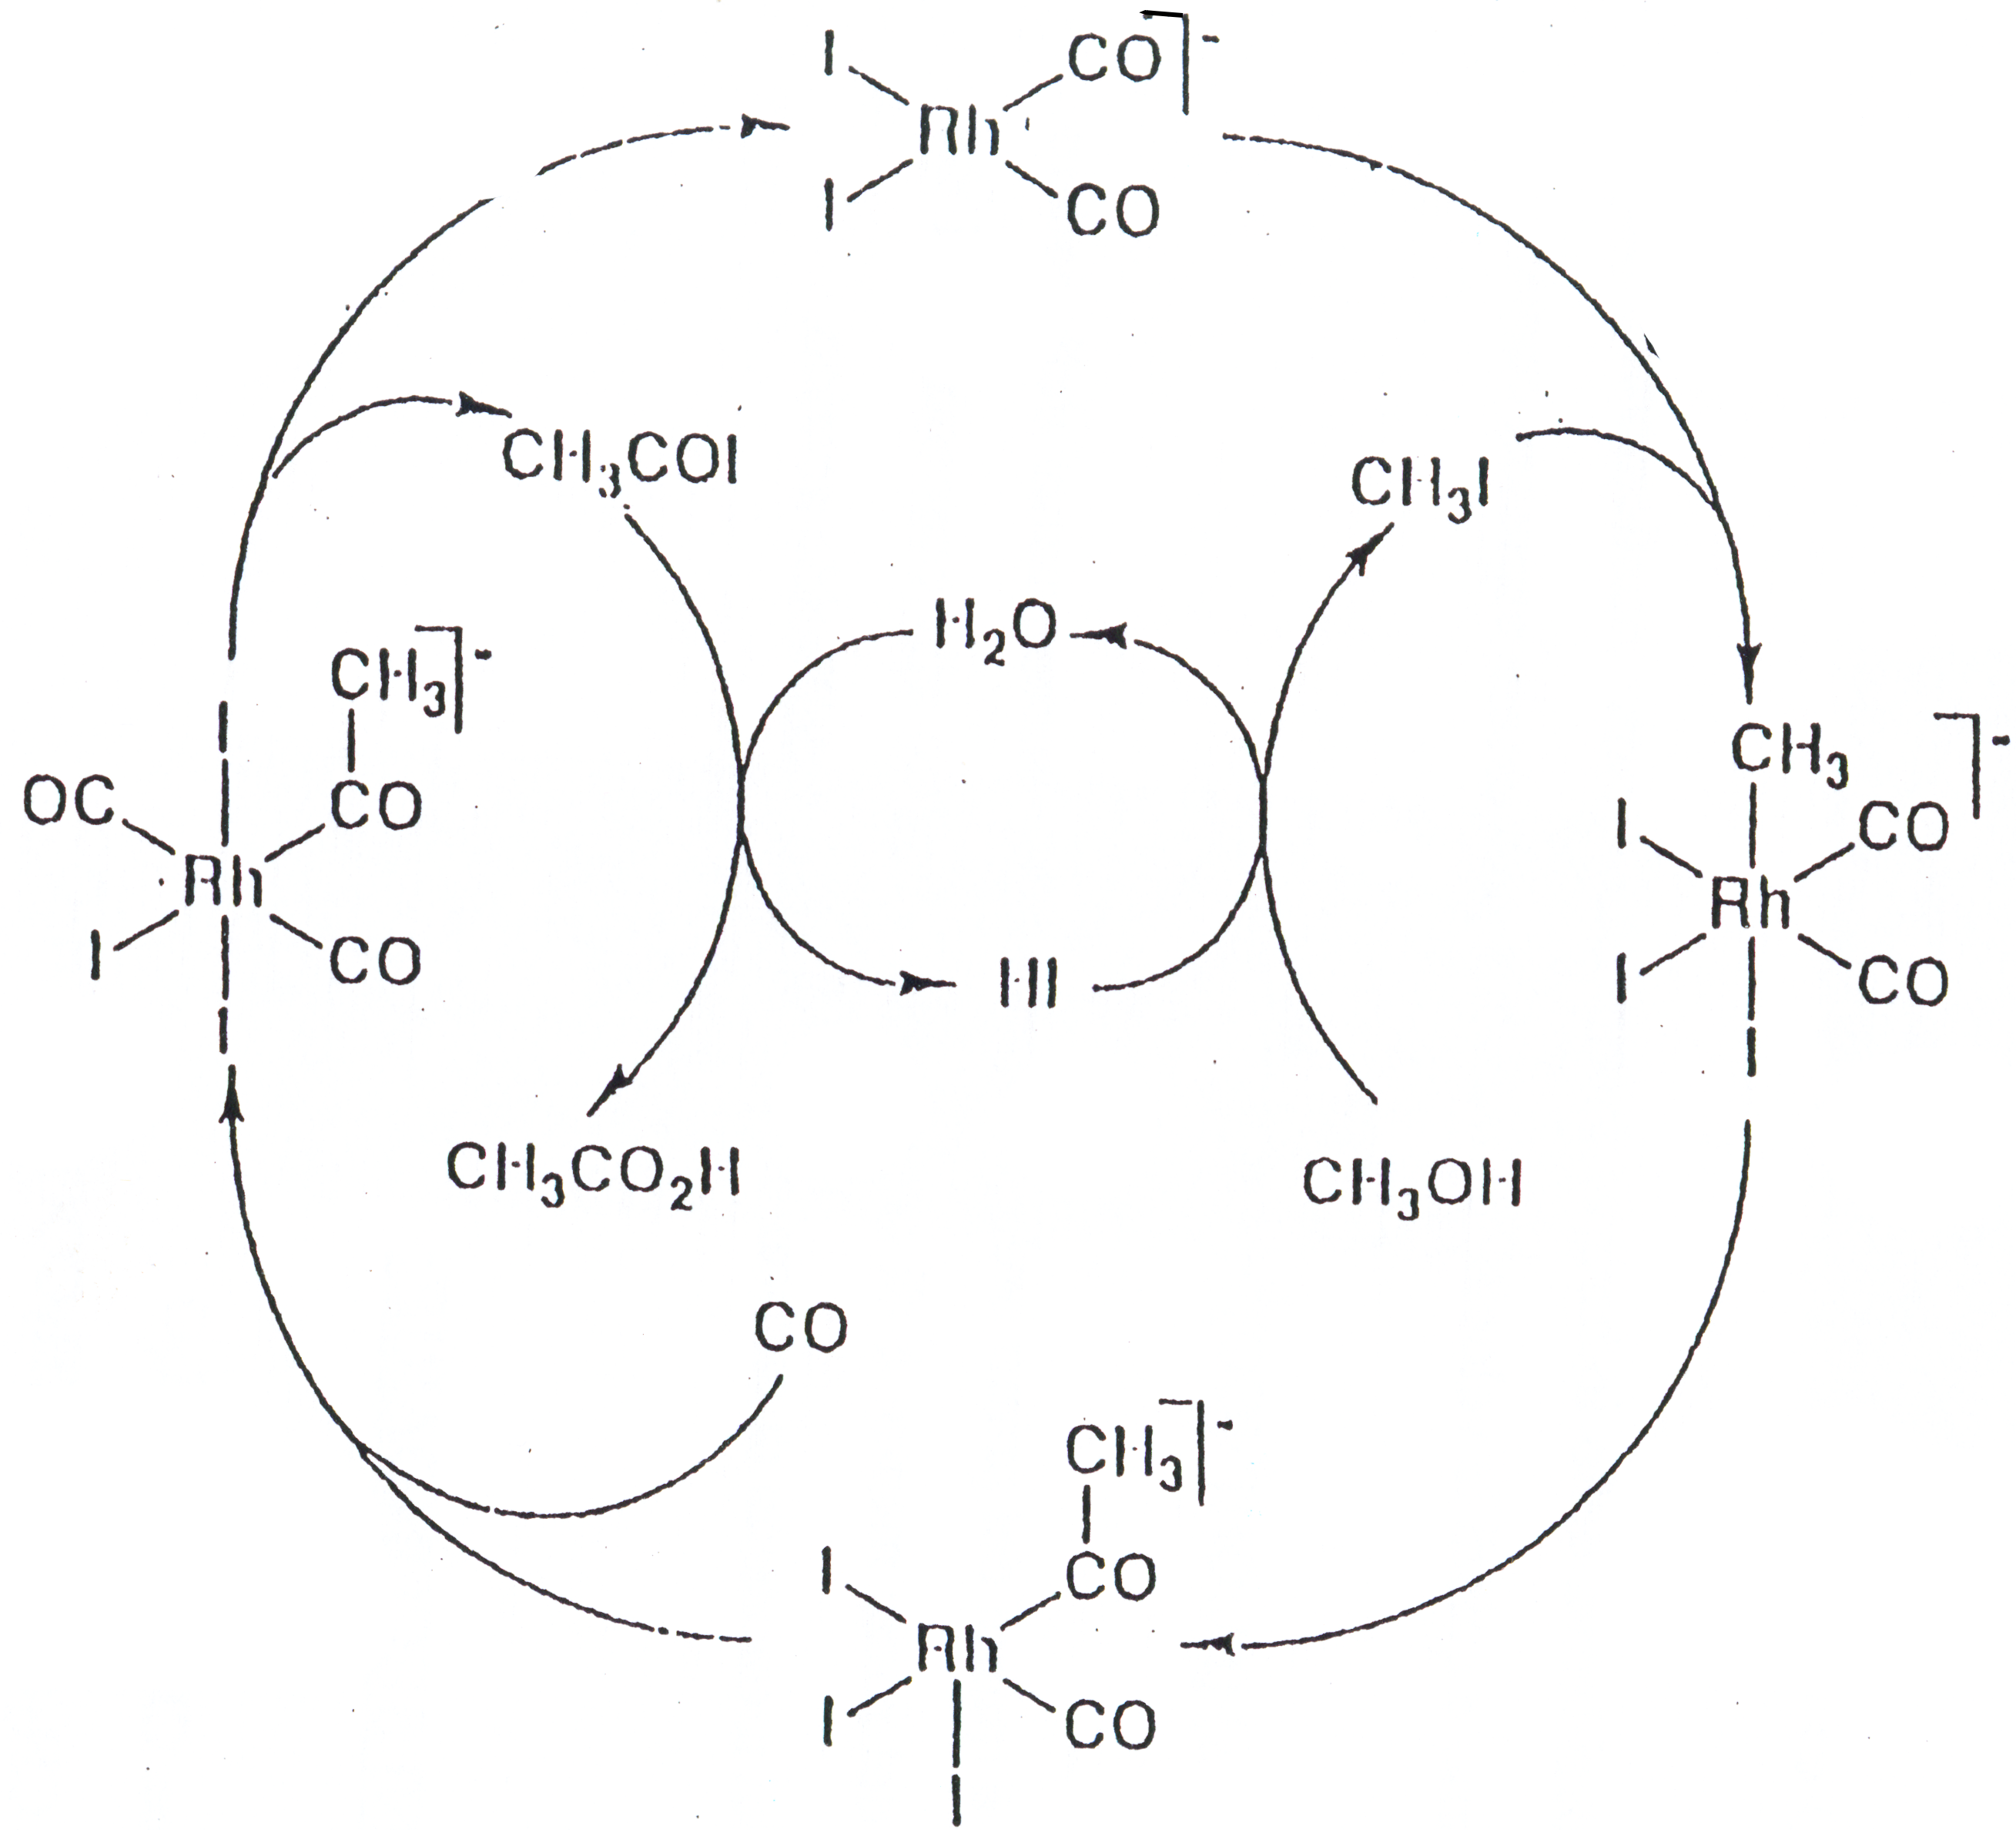 I CO]-
Rh
I CO
CH3COI
CH3I
H2O
CH3]-
I
OC CO
Rh
I CO
I
CH3]-
I CO
Rh
I CO
I
HI
CH3CO2H
CH3OH
CO
CH3]-
I CO
Rh
I CO
I